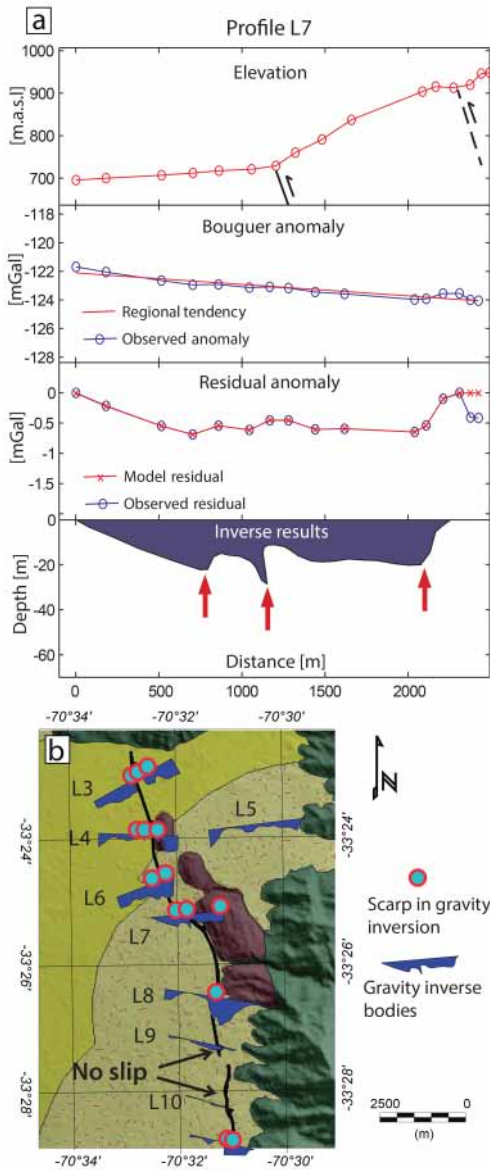 a
Profile L7
Elevation
[m.a.s.l]
1000
900
800
700
Bouguer anomaly
[mGal]
-118
-120
-122
-124
-126
-128
Regional tendency
Observed anomaly
Residual anomaly
[mGal]
0
-0.5
-1
-1.5
Model residual
Observed residual
Inverse results
Depth [m]
0
-20
-40
-60
Distance [m]
0
500
1000
1500
2000
b
-70°34'
-70°32'
-70°30'
L3
L4
L5
L6
L7
L8
L9
L10
No slip
-33°24'
-33°26'
-33°28'
-33°24'
-33°26'
-33°28'
-70°34'
-70°32'
-70°30'
N
Scarp in gravity
inversion
Gravity inverse
bodies
2500
0
(m)